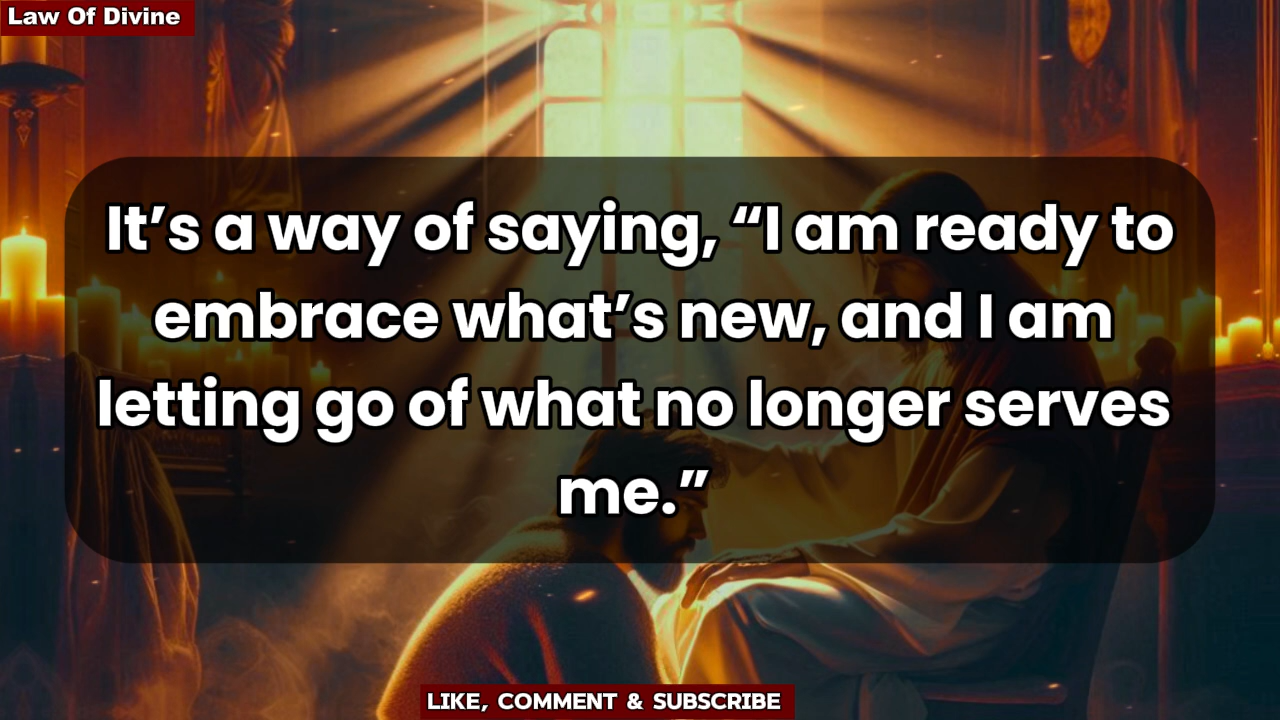 Law Of Divine
It’s a way of saying, “I am ready to
embrace what’s new, and I am
letting go of what no longer serves
me.”
LIKE, COMMENT & SUBSCRIBE